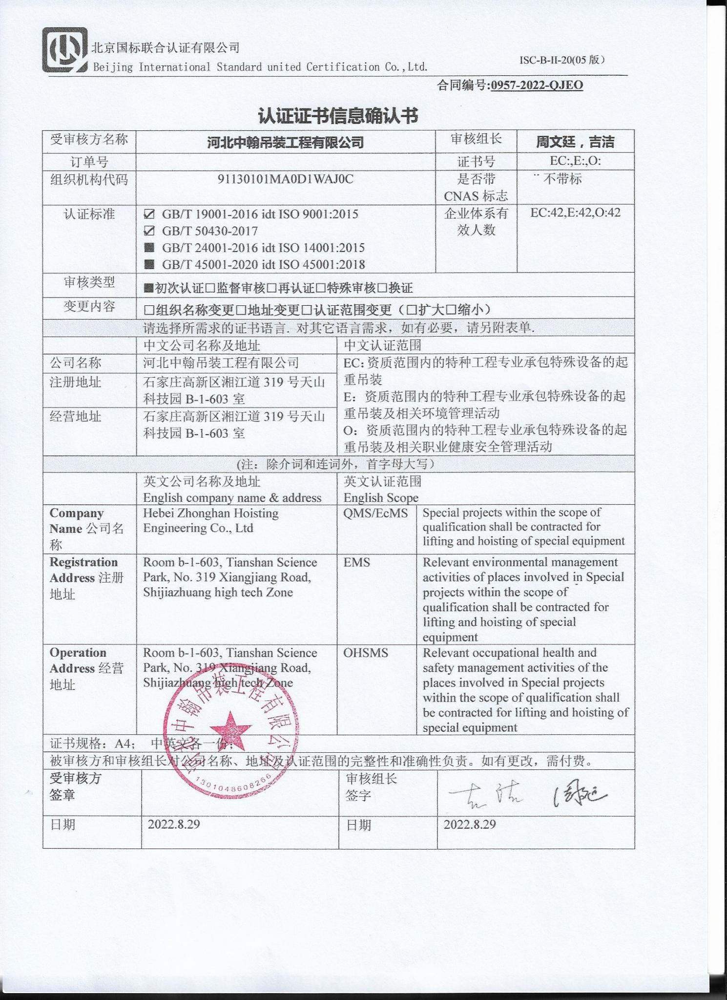 北京国标联合认证有限公司
Beijing International Standard united Certification Co.,Ltd.
ISC-B-II-20(05 版)
合同编号:0957-2022-QJEO
认证证书信息确认书
受审核方名称 河北中翰吊装工程有限公司 审核组长 周文廷，吉洁
订单号 证书号 EC:,E:,O:
组织机构代码 91130101MA0D1WAJ0C 是否带 ¨ 不带标
CNAS 标志
认证标准 ☑ GB/T 19001-2016 idt ISO 9001:2015 企业体系有 EC:42,E:42,O:42
☑ GB/T 50430-2017 效人数
■ GB/T 24001-2016 idt ISO 14001:2015
■ GB/T 45001-2020 idt ISO 45001:2018
审核类型 ■初次认证□监督审核□再认证□特殊审核□换证
变更内容 □组织名称变更□地址变更□认证范围变更（□扩大□缩小）
请选择所需求的证书语言. 对其它语言需求，如有必要，请另附表单.
中文公司名称及地址 中文认证范围
公司名称 河北中翰吊装工程有限公司
注册地址 石家庄高新区湘江道 319 号天山
科技园 B-1-603 室
经营地址 石家庄高新区湘江道 319 号天山
科技园 B-1-603 室
EC: 资质范围内的特种工程专业承包特殊设备的起
重吊装
E：资质范围内的特种工程专业承包特殊设备的起
重吊装及相关环境管理活动
O：资质范围内的特种工程专业承包特殊设备的起
重吊装及相关职业健康安全管理活动
(注：除介词和连词外，首字母大写）
英文公司名称及地址 英文认证范围
English company name & address English Scope
Company
Name 公司名
称
Hebei Zhonghan Hoisting
Engineering Co., Ltd
QMS/EcMS
Special projects within the scope of
qualification shall be contracted for
lifting and hoisting of special equipment
Registration
Address 注册
地址
Room b-1-603, Tianshan Science
Park, No. 319 Xiangjiang Road,
Shijiazhuang high tech Zone
EMS
Relevant environmental management
activities of places involved in Special
projects within the scope of
qualification shall be contracted for
lifting and hoisting of special
equipment
Operation
Address 经营
地址
Room b-1-603, Tianshan Science
Park, No. 319 Xiangjiang Road,
Shijiazhuang high tech Zone
OHSMS
Relevant occupational health and
safety management activities of the
places involved in Special projects
within the scope of qualification shall
be contracted for lifting and hoisting of
special equipment
证书规格：A4； 中英文各一份；
被审核方和审核组长对公司名称、地址及认证范围的完整性和准确性负责。如有更改，需付费。
河北中翰吊装工程有限公司
1301048608266
受审核方
签章
审核组长
签字
吉洁 周文廷
日期 2022.8.29 日期 2022.8.29